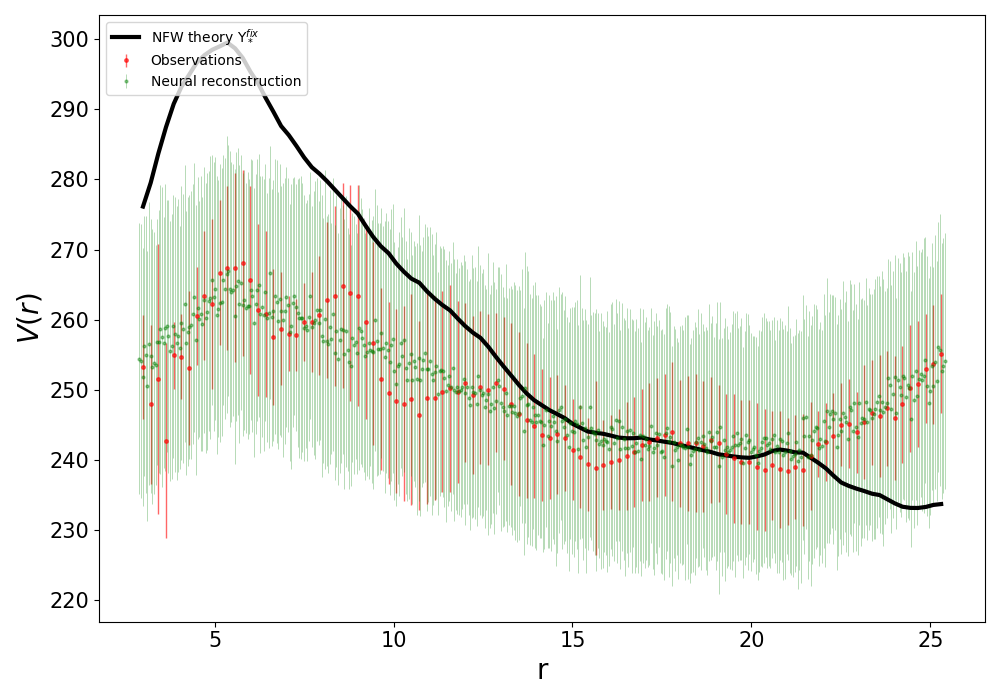 NFW theory Υ*^fix
Observations
Neural reconstruction
300
290
280
270
260
250
240
230
220
V(r)
5 10 15 20 25
r